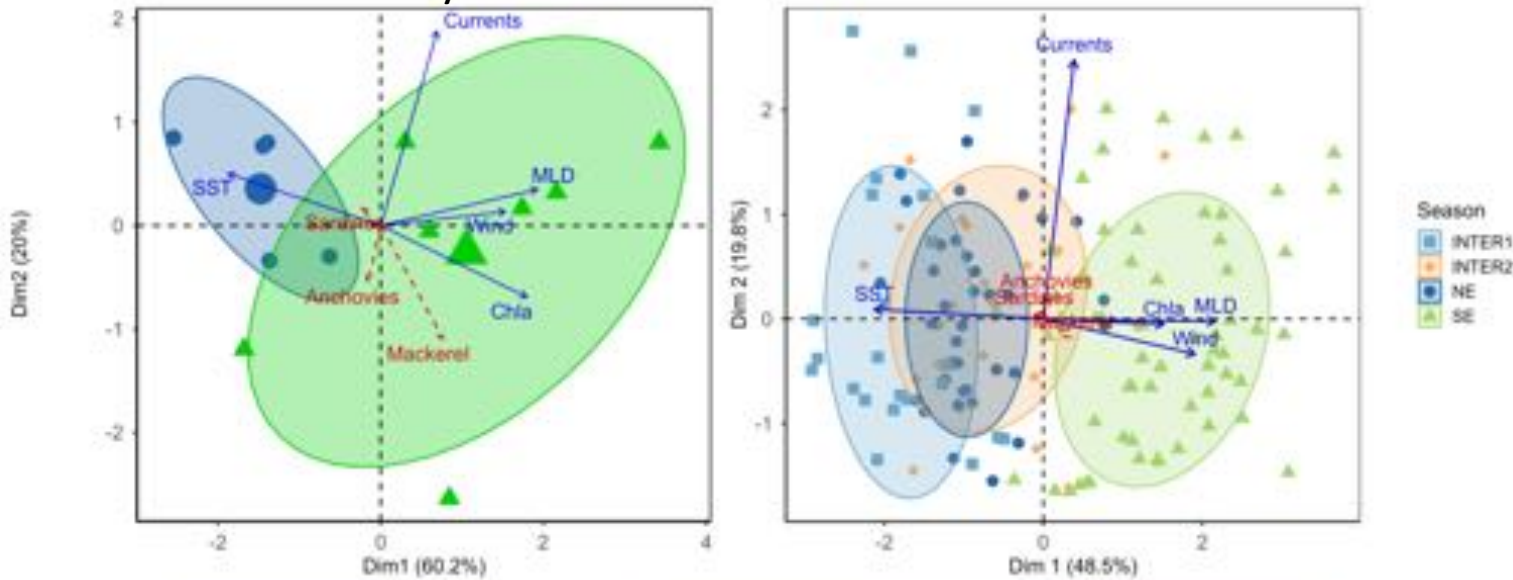 2
1
0
-1
-2
Dim2 (20%)
Currents
MLD
SST
Sardines
Wind
Anchovies
Chla
Mackerel
-2
0
2
4
Dim1 (60.2%)
2
1
0
-1
Dim 2 (19.8%)
Currents
Anchovies
Sardines
SST
Chla MLD
Wind
-2
0
2
Dim 1 (48.5%)
Season
INTER1
INTER2
NE
SE